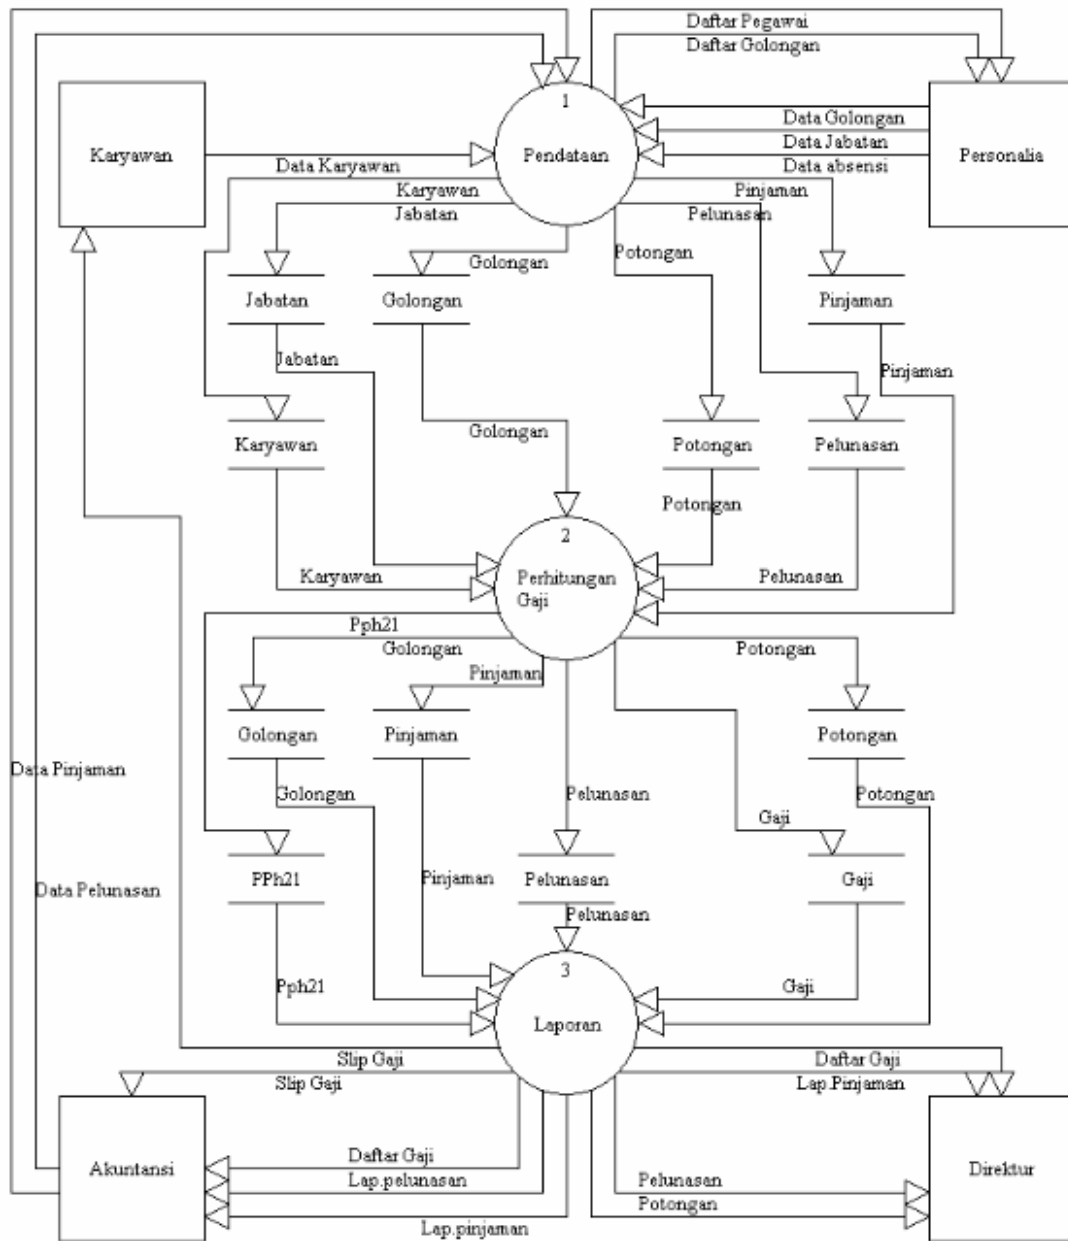 Daftar Pegawai
Daftar Golongan
1
Data Golongan
Karyawan
Pendataan
Data Jabatan
Personalia
Data Karyawan
Data absensi
Karyawan
Pinjaman
Jabatan
Pelunasan
Golongan
Potongan
Jabatan
Golongan
Pinjaman
Jabatan
Pinjaman
Golongan
Karyawan
Potongan
Pelunasan
Potongan
2
Karyawan
Perhitungan
Gaji
Pelunasan
Pph21
Golongan
Potongan
Pinjaman
Golongan
Pinjaman
Potongan
Data Pinjaman
Golongan
Pelunasan
Potongan
Gaji
Data Pelunasan
PPh21
Pinjaman
Pelunasan
Gaji
Pelunasan
3
Pph21
Gaji
Laporan
Slip Gaji
Daftar Gaji
Slip Gaji
Lap.Pinjaman
Daftar Gaji
Akuntansi
Direktur
Lap.pelunasan
Pelunasan
Potongan
Lap.pinjaman